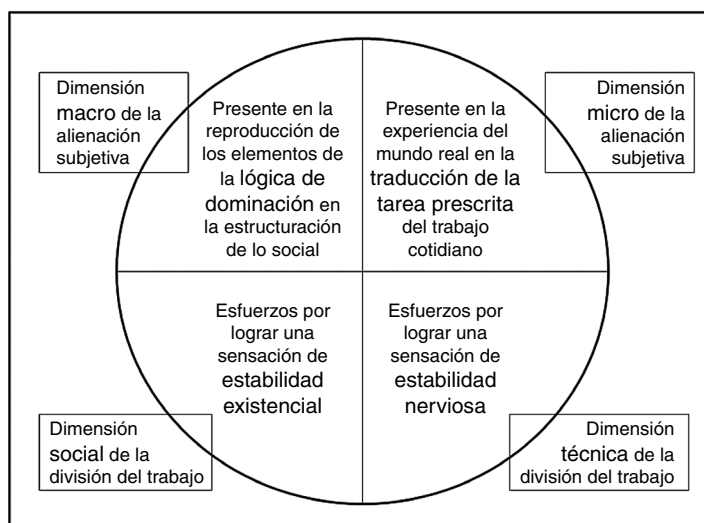 Dimensión
macro de la
alienación
subjetiva
Presente en la
reproducción de
los elementos de
la lógica de
dominación en
la estructuración
de lo social
Presente en la
experiencia del
mundo real en la
traducción de la
tarea prescrita
del trabajo
cotidiano
Dimensión
micro de la
alienación
subjetiva
Dimensión
social de la
división del trabajo
Esfuerzos por
lograr una
sensación de
estabilidad
existencial
Esfuerzos por
lograr una
sensación de
estabilidad
nerviosa
Dimensión
técnica de la
división del trabajo